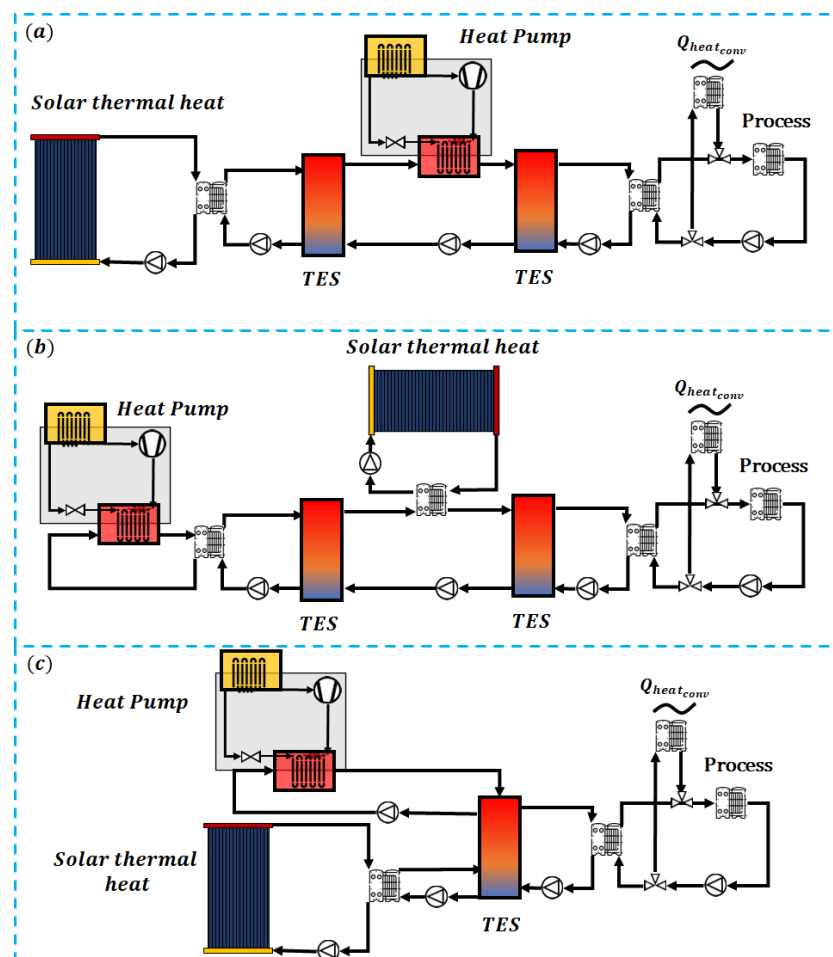 (a)
Heat Pump
Q_heat_conv
Solar thermal heat
Process
TES
TES
(b)
Solar thermal heat
Q_heat_conv
Heat Pump
Process
TES
TES
(c)
Heat Pump
Q_heat_conv
Process
Solar thermal
heat
TES